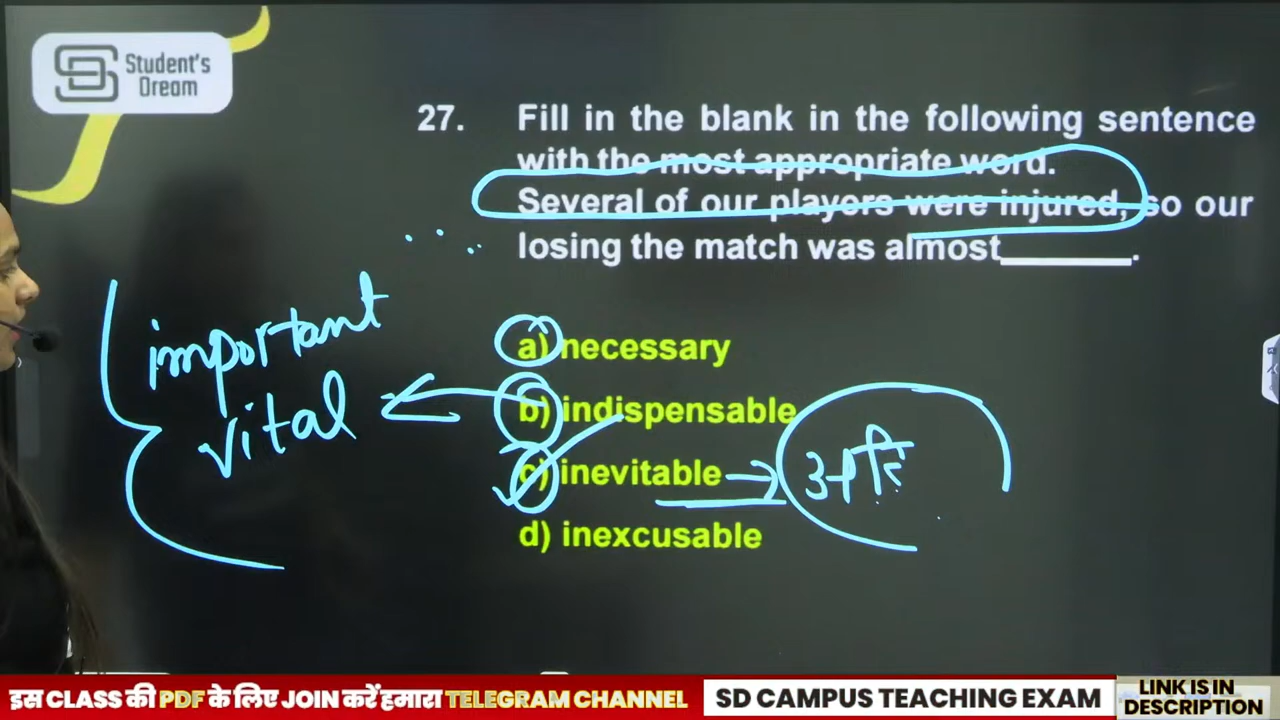 Student's
Dream
27. Fill in the blank in the following sentence
with the most appropriate word.
Several of our players were injured, so our
losing the match was almost________.
important
vital
a) necessary
b) indispensable
c) inevitable
d) inexcusable
इस CLASS की PDF के लिए JOIN करें हमारा TELEGRAM CHANNEL
SD CAMPUS TEACHING EXAM
LINK IS IN
DESCRIPTION